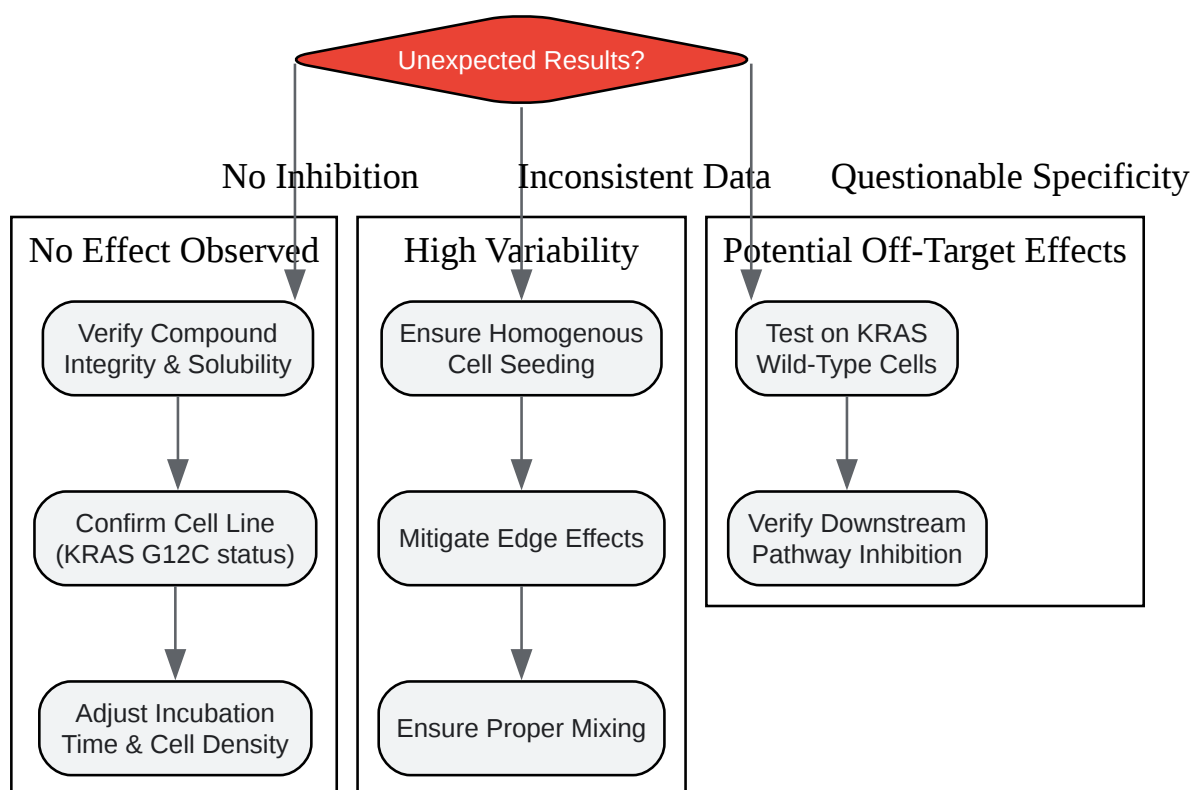 Unexpected Results?
No Inhibition
Inconsistent Data
Questionable Specificity
No Effect Observed
Verify Compound
Integrity & Solubility
Confirm Cell Line
(KRAS G12C status)
Adjust Incubation
Time & Cell Density
High Variability
Ensure Homogenous
Cell Seeding
Mitigate Edge Effects
Ensure Proper Mixing
Potential Off-Target Effects
Test on KRAS
Wild-Type Cells
Verify Downstream
Pathway Inhibition